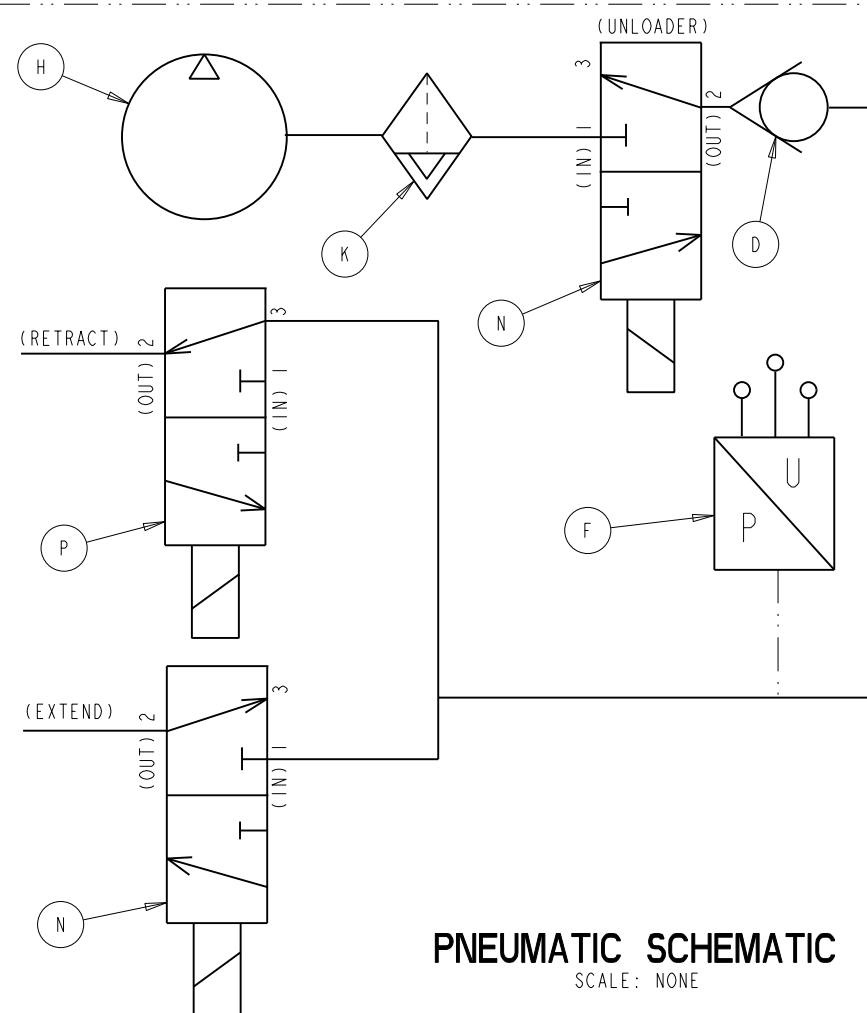 (UNLOADER)
H
3
2
(OUT)
1
(IN)
K
D
N
(RETRACT)
2
(OUT)
3
1
(IN)
P
U
P
F
(EXTEND)
2
(OUT)
3
1
(IN)
N
PNEUMATIC SCHEMATIC
SCALE: NONE